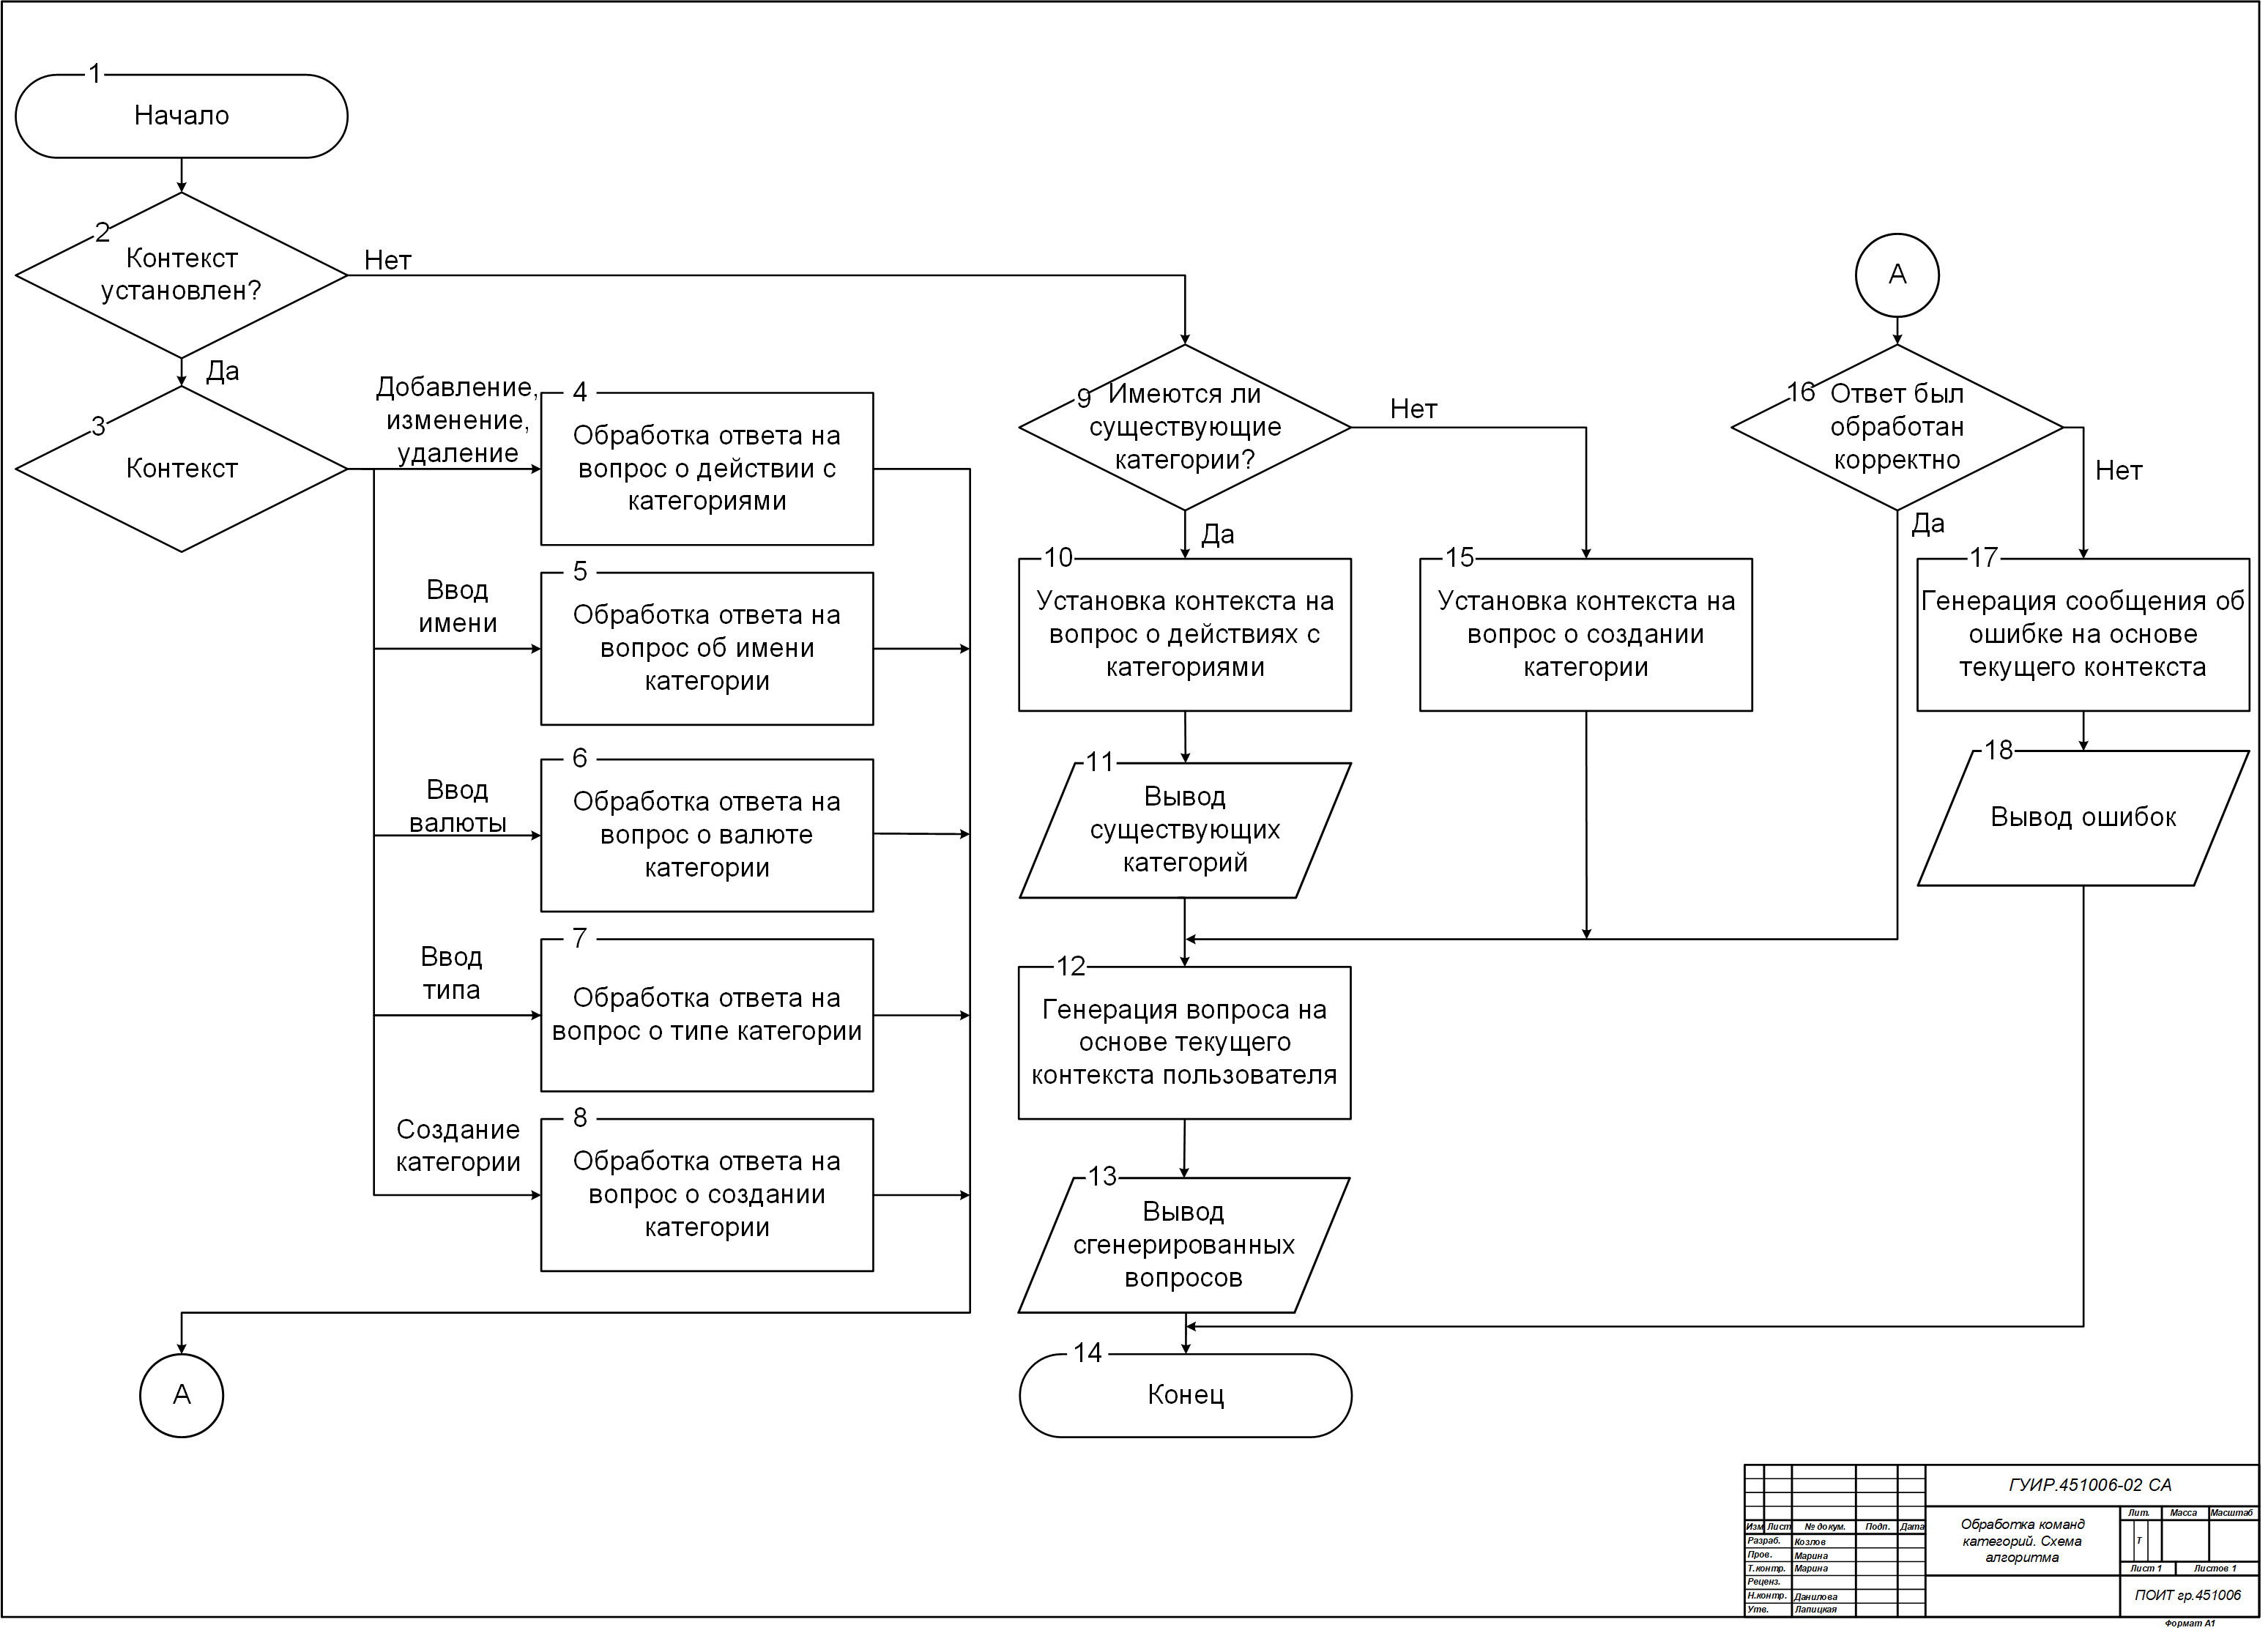 1
Начало
2
Контекст
установлен?
Нет
Да
3
Контекст
Добавление,
изменение,
удаление
4
Обработка ответа на
вопрос о действии с
категориями
Ввод
имени
5
Обработка ответа на
вопрос об имени
категории
Ввод
валюты
6
Обработка ответа на
вопрос о валюте
категории
Ввод
типа
7
Обработка ответа на
вопрос о типе категории
Создание
категории
8
Обработка ответа на
вопрос о создании
категории
А
9
Имеются ли
существующие
категории?
Нет
Да
10
Установка контекста на
вопрос о действиях с
категориями
11
Вывод
существующих
категорий
12
Генерация вопроса на
основе текущего
контекста пользователя
13
Вывод
сгенерированных
вопросов
14
Конец
15
Установка контекста на
вопрос о создании
категории
А
16
Ответ был
обработан
корректно
Нет
Да
17
Генерация сообщения об
ошибке на основе
текущего контекста
18
Вывод ошибок
ГУИР.451006-02 СА
Изм Лист № докум. Подп. Дата
Разраб. Козлов
Пров. Марина
Т.контр. Марина
Реценз.
Н.контр. Данилова
Утв. Лапицкая
Обработка команд
категорий. Схема
алгоритма
Лит. Масса Масштаб
Т
Лист 1 Листов 1
ПОИТ гр.451006
Формат А1